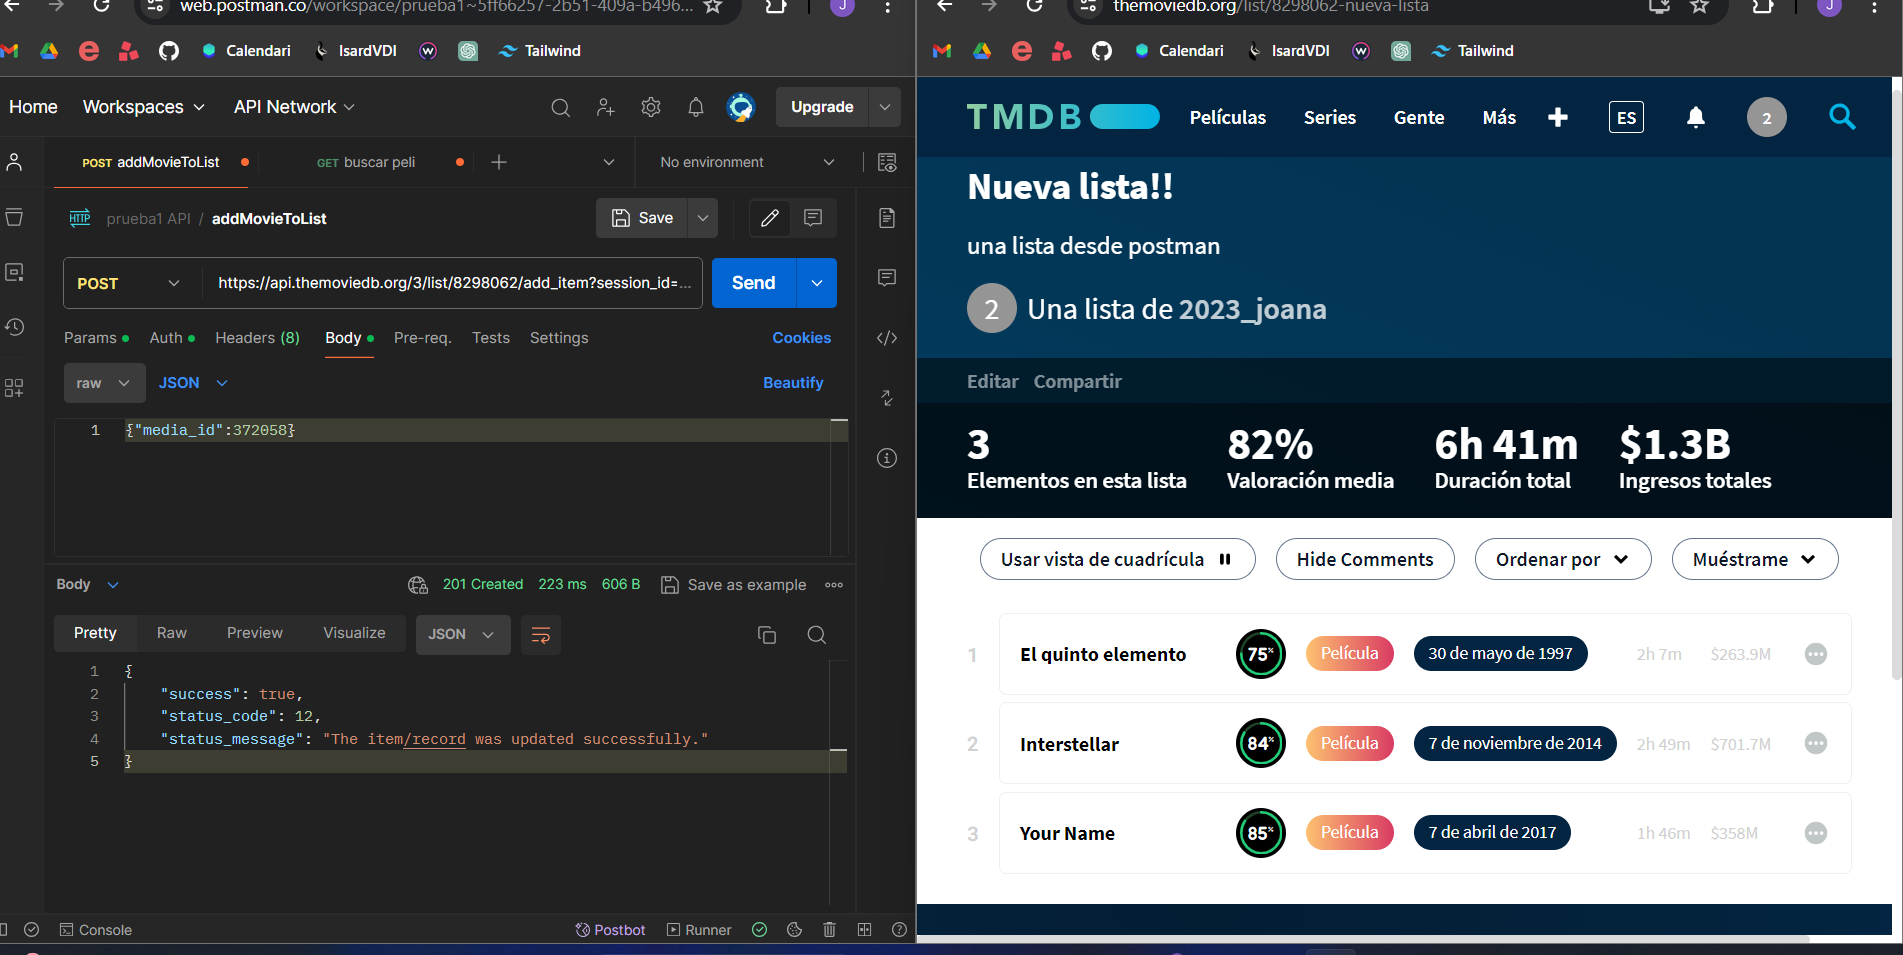 web.postman.co/workspace/prueba1~5ff66257-2b51-409a-b496...
J
Calendari
IsardVDI
Tailwind
Home
Workspaces
API Network
Upgrade
POST addMovieToList
GET buscar peli
No environment
HTTP
prueba1 API / addMovieToList
Save
POST
https://api.themoviedb.org/3/list/8298062/add_item?session_id=...
Send
Params
Auth
Headers (8)
Body
Pre-req.
Tests
Settings
Cookies
raw
JSON
Beautify
1 {"media_id":372058}
Body
201 Created
223 ms
606 B
Save as example
Pretty
Raw
Preview
Visualize
JSON
1 {
2 "success": true,
3 "status_code": 12,
4 "status_message": "The item/record was updated successfully."
5 }
Console
Postbot
Runner
themoviedb.org/list/8298062-nueva-lista
J
Calendari
IsardVDI
Tailwind
TMDB
Películas
Series
Gente
Más
ES
2
Nueva lista!!
una lista desde postman
2
Una lista de 2023_joana
Editar
Compartir
3
Elementos en esta lista
82%
Valoración media
6h 41m
Duración total
$1.3B
Ingresos totales
Usar vista de cuadrícula
Hide Comments
Ordenar por
Muéstrame
1 El quinto elemento 75% Película 30 de mayo de 1997 2h 7m $263.9M
2 Interstellar 84% Película 7 de noviembre de 2014 2h 49m $701.7M
3 Your Name 85% Película 7 de abril de 2017 1h 46m $358M